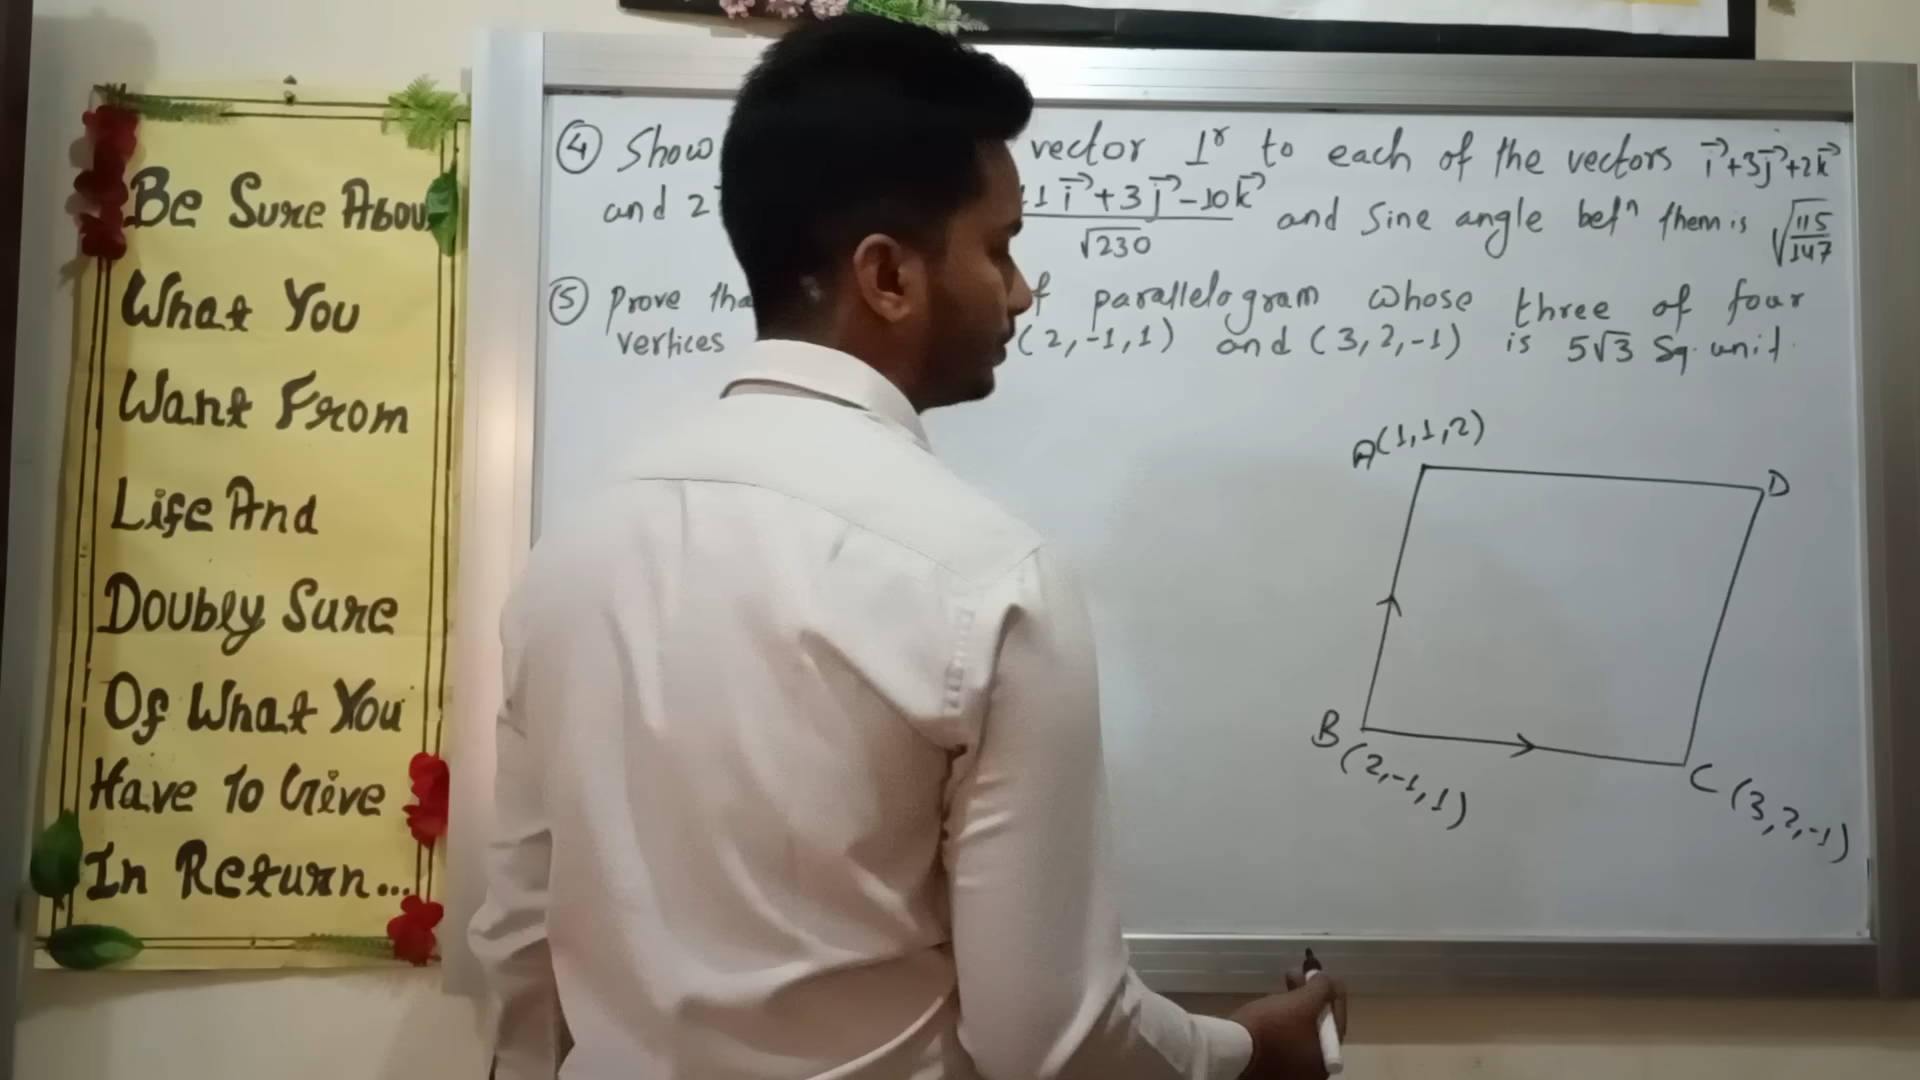 Be Sure Abou
What You
Want From
Life And
Doubly Sure
Of What You
Have To Give
In Return...
④ Show vector ⊥r to each of the vectors i⃗+3j⃗+2k⃗
and 2 1i⃗+3j⃗-10k⃗/√230 and Sine angle betn them is √115/147
⑤ Prove tha f parallelogram whose three of four
vertices (2,-1,1) and (3,2,-1) is 5√3 Sq. unit.
A(1,1,2)
D
B
(2,-1,1)
C (3,2,-1)